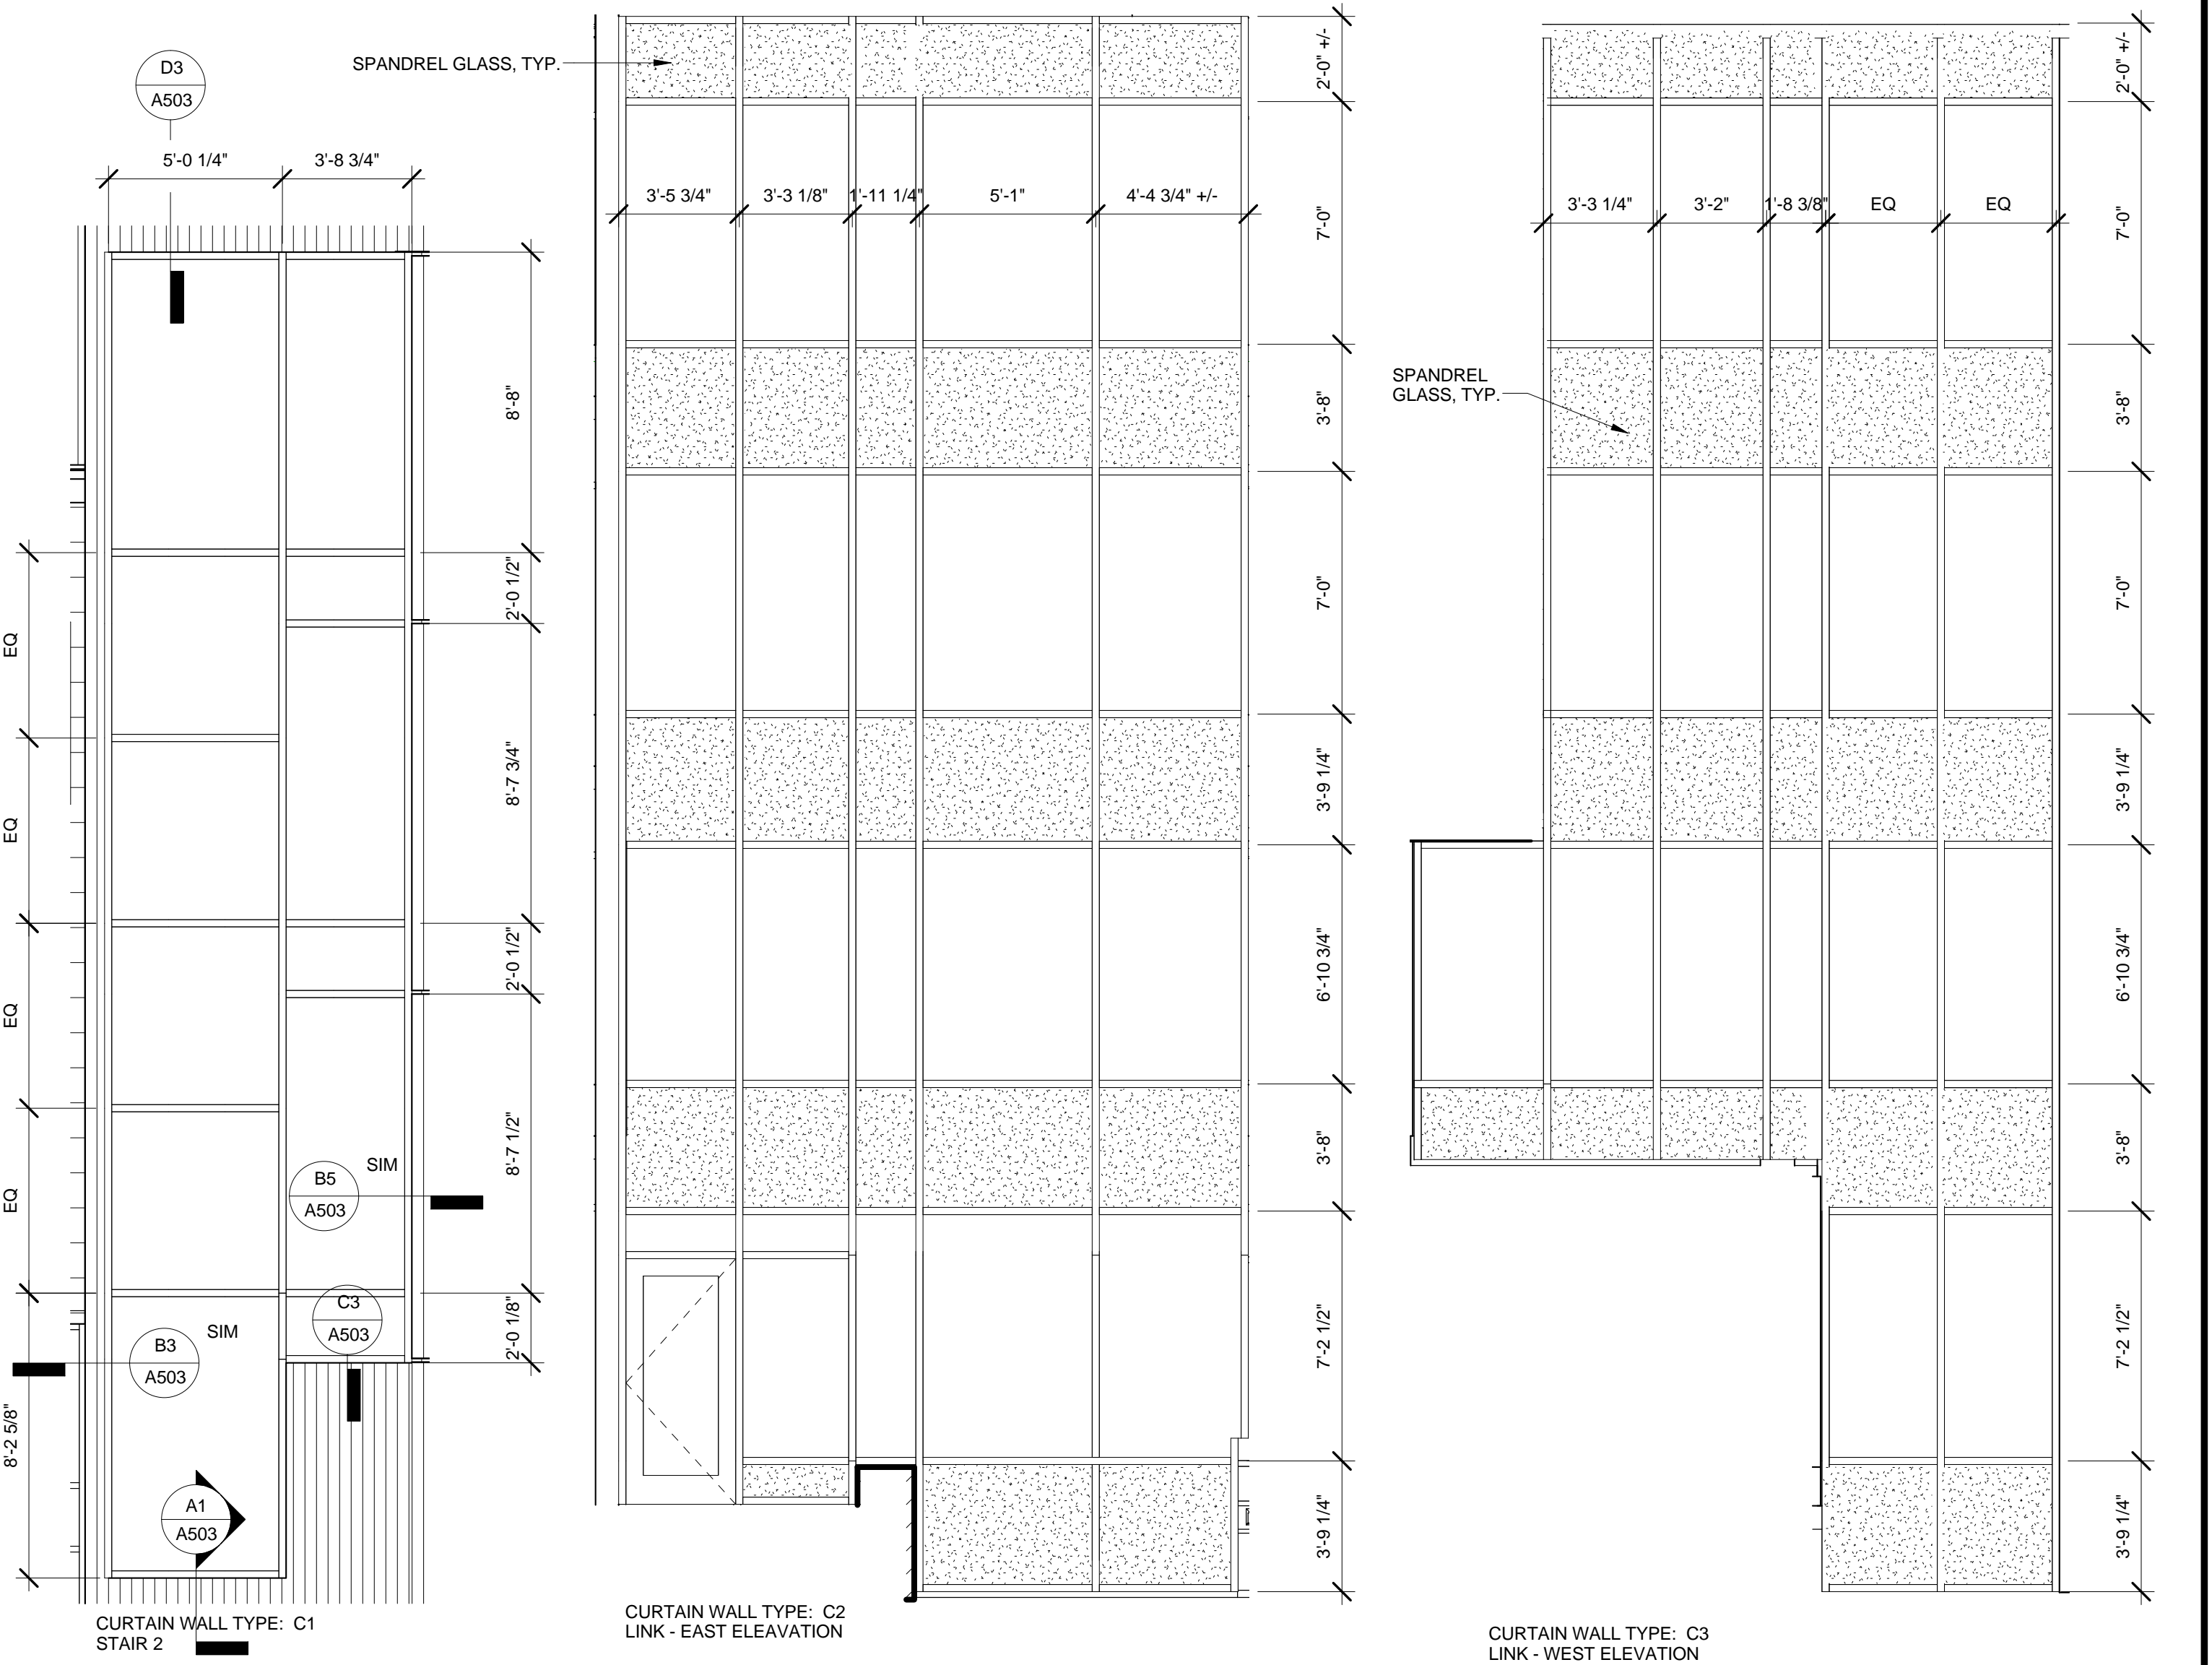 D3
A503
5'-0 1/4"
3'-8 3/4"
8'-8"
2'-0 1/2"
8'-7 3/4"
2'-0 1/2"
8'-7 1/2"
2'-0 1/8"
EQ
EQ
EQ
EQ
8'-2 5/8"
B5
A503
SIM
C3
A503
B3
A503
SIM
A1
A503
CURTAIN WALL TYPE: C1
STAIR 2
SPANDREL GLASS, TYP.
3'-5 3/4"
3'-3 1/8"
1'-11 1/4"
5'-1"
4'-4 3/4" +/-
2'-0" +/-
7'-0"
3'-8"
7'-0"
3'-9 1/4"
6'-10 3/4"
3'-8"
7'-2 1/2"
3'-9 1/4"
CURTAIN WALL TYPE: C2
LINK - EAST ELEAVATION
SPANDREL
GLASS, TYP.
3'-3 1/4"
3'-2"
1'-8 3/8"
EQ
EQ
2'-0" +/-
7'-0"
3'-8"
7'-0"
3'-9 1/4"
6'-10 3/4"
3'-8"
7'-2 1/2"
3'-9 1/4"
CURTAIN WALL TYPE: C3
LINK - WEST ELEVATION